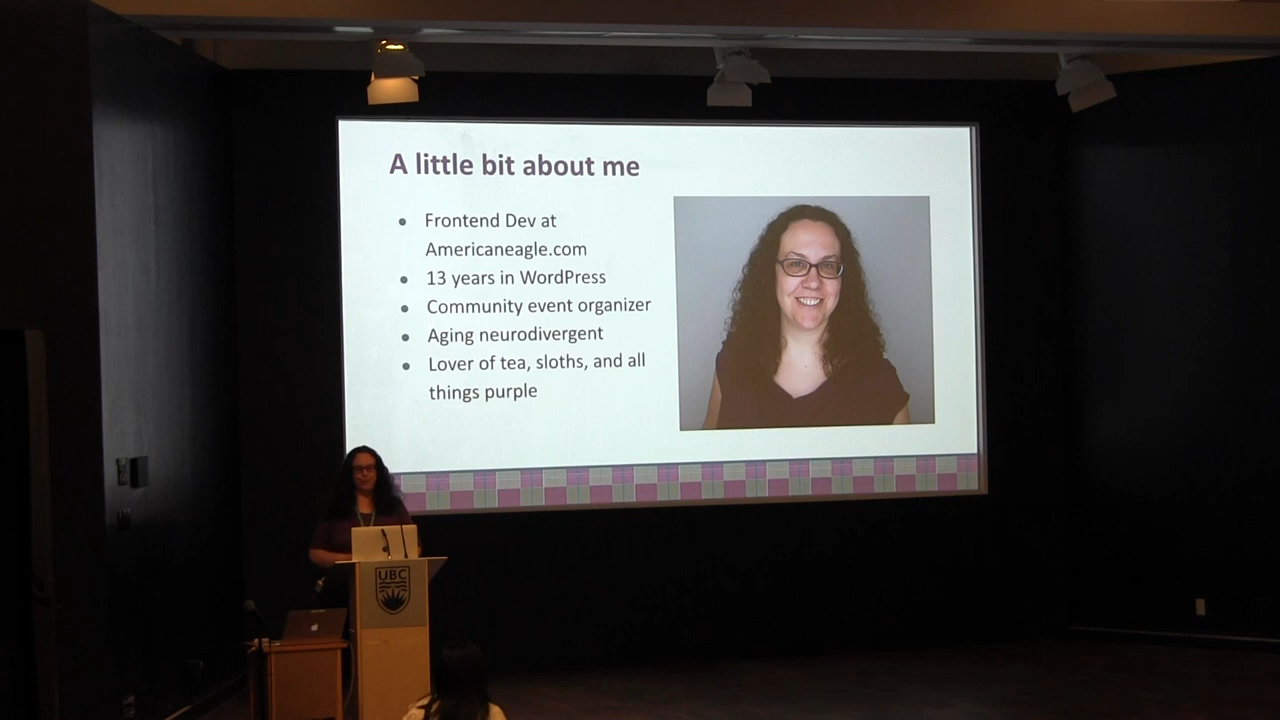 A little bit about me
● Frontend Dev at
Americaneagle.com
● 13 years in WordPress
● Community event organizer
● Aging neurodivergent
● Lover of tea, sloths, and all
things purple
UBC